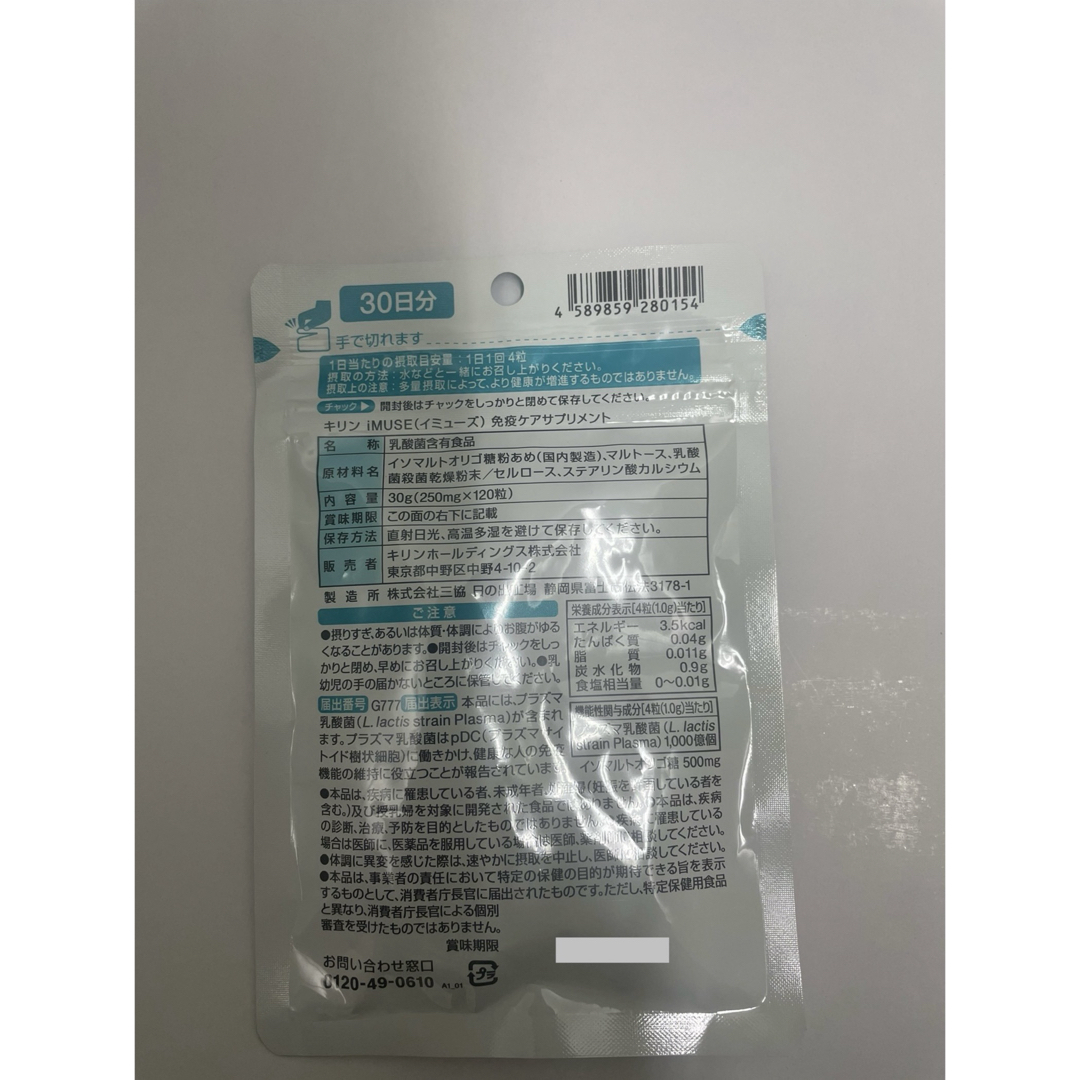 30日分
4 589859 280154
手で切れます
1日当たりの摂取目安量：1日1回4粒
摂取の方法：水などと一緒にお召し上がりください。
摂取上の注意：多量摂取によって、より健康が増進するものではありません。
チャック 開封後はチャックをしっかりと閉めて保存してください。
キリン iMUSE(イミューズ) 免疫ケアサプリメント
名称 乳酸菌含有食品
原材料名 イソマルトオリゴ糖粉あめ(国内製造)、マルトース、乳酸
菌殺菌乾燥粉末／セルロース、ステアリン酸カルシウム
内容量 30g(250mg×120粒)
賞味期限 この面の右下に記載
保存方法 直射日光、高温多湿を避けて保存してください。
販売者 キリンホールディングス株式会社
東京都中野区中野4-10-2
製造所 株式会社三協 日の出工場 静岡県富士市伝法3178-1
ご注意
●摂りすぎ、あるいは体質・体調によりお腹がゆる
くなることがあります。●開封後はチャックをしっ
かりと閉め、早めにお召し上がりください。●乳
幼児の手の届かないところに保管してください。
届出番号 G777 届出表示 本品には、プラズマ
乳酸菌(L. lactis strain Plasma)が含まれ
ます。プラズマ乳酸菌はpDC(プラズマサイ
トイド樹状細胞)に働きかけ、健康な人の免疫
機能の維持に役立つことが報告されています。
栄養成分表示[4粒(1.0g)当たり]
エネルギー 3.5kcal
たんぱく質 0.04g
脂質 0.011g
炭水化物 0.9g
食塩相当量 0〜0.01g
機能性関与成分[4粒(1.0g)当たり]
マ乳酸菌(L. lactis
strain Plasma) 1,000億個
イソマルトオリゴ糖 500mg
●本品は、疾病に罹患している者、未成年者、(妊娠を している者を
含む。)及び授乳婦を対象に開発された食品ではありません。●本品は、疾病
の診断、治療、予防を目的としたものではありません。●疾病に罹患している
場合は医師に、医薬品を服用している場合は医師、薬剤師に相談してください。
●体調に異変を感じた際は、速やかに摂取を中止し、医師に相談してください。
●本品は、事業者の責任において特定の保健の目的が期待できる旨を表示
するものとして、消費者庁長官に届出されたものです。ただし、特定保健用食品
と異なり、消費者庁長官による個別
審査を受けたものではありません。
賞味期限
お問い合わせ窓口
0120-49-0610 A1_01
プラ